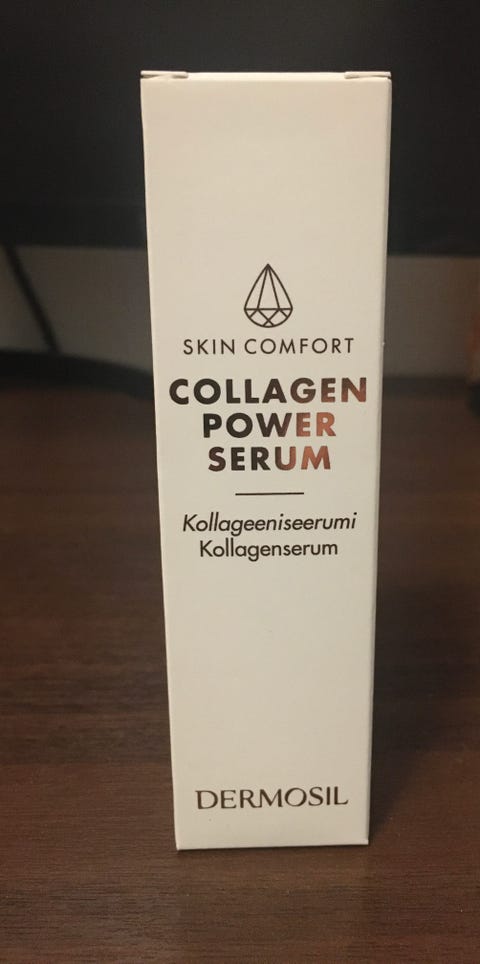 SKIN COMFORT
COLLAGEN
POWER
SERUM
Kollageeniseerumi
Kollagenserum
DERMOSIL